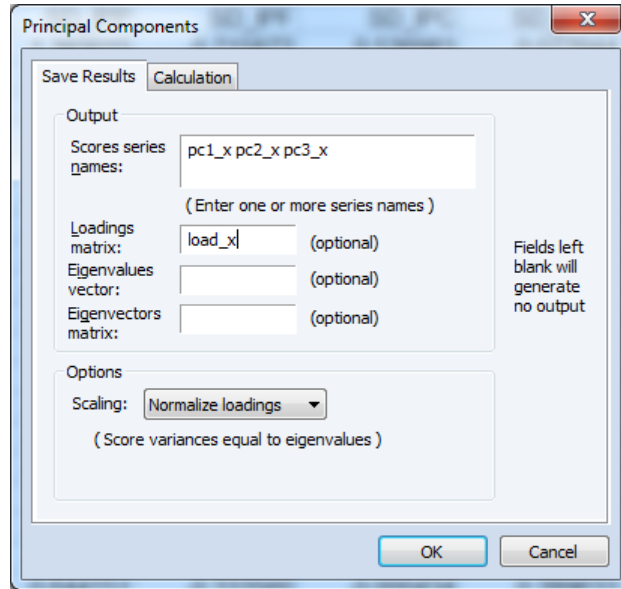 Principal Components
Save Results
Calculation
Output
Scores series
names:
pc1_x pc2_x pc3_x
( Enter one or more series names )
Loadings
matrix:
load_x
(optional)
Eigenvalues
vector:
(optional)
Eigenvectors
matrix:
(optional)
Fields left
blank will
generate
no output
Options
Scaling:
Normalize loadings
( Score variances equal to eigenvalues )
OK
Cancel